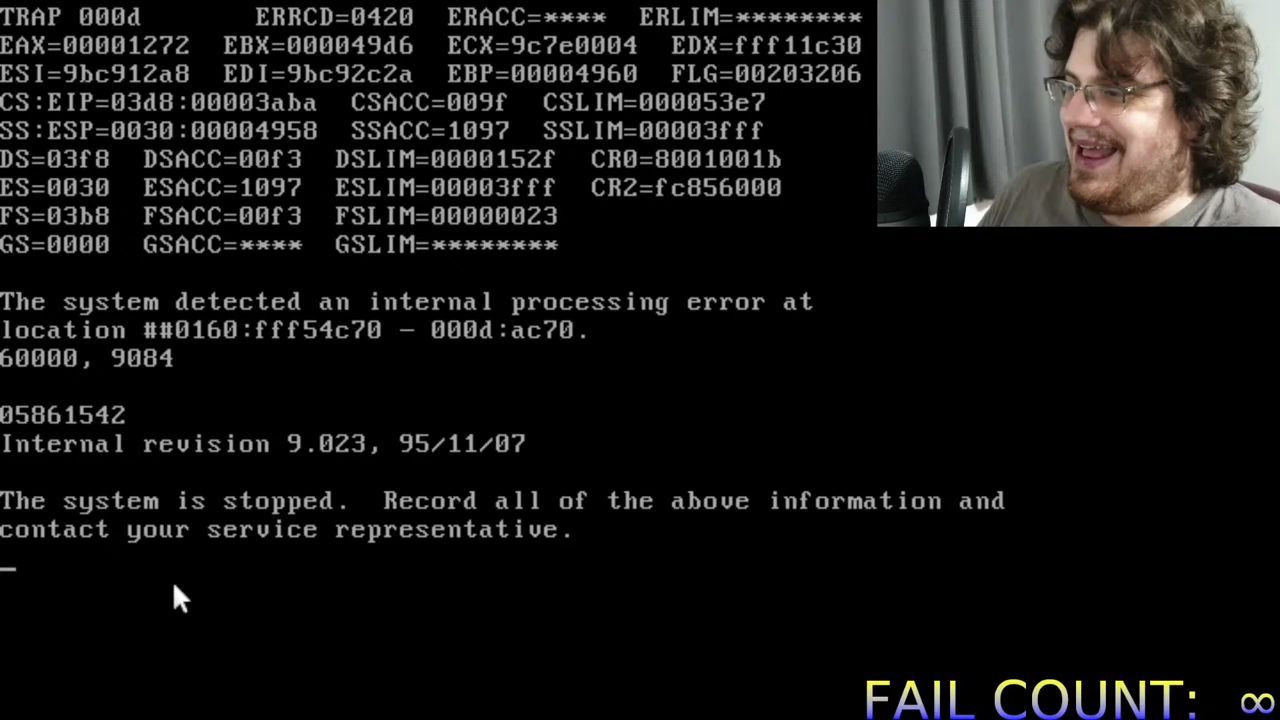 TRAP 000d ERRCD=0420 ERACC=**** ERLIM=********
EAX=00001272 EBX=000049d6 ECX=9c7e0004 EDX=fff11c30
ESI=9bc912a8 EDI=9bc92c2a EBP=00004960 FLG=00203206
CS:EIP=03d8:00003aba CSACC=009f CSLIM=000053e7
SS:ESP=0030:00004958 SSACC=1097 SSLIM=00003fff
DS=03f8 DSACC=00f3 DSLIM=0000152f CR0=8001001b
ES=0030 ESACC=1097 ESLIM=00003fff CR2=fc856000
FS=03b8 FSACC=00f3 FSLIM=00000023
GS=0000 GSACC=**** GSLIM=********
The system detected an internal processing error at
location ##0160:fff54c70 - 000d:ac70.
60000, 9084
05861542
Internal revision 9.023, 95/11/07
The system is stopped. Record all of the above information and
contact your service representative.
_
FAIL COUNT: ∞